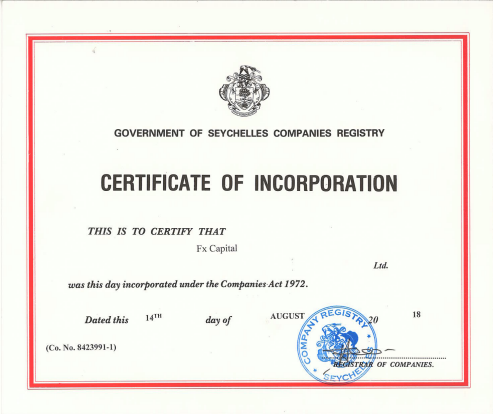 GOVERNMENT OF SEYCHELLES COMPANIES REGISTRY
CERTIFICATE OF INCORPORATION
THIS IS TO CERTIFY THAT
Fx Capital
Ltd.
was this day incorporated under the Companies Act 1972.
Dated this 14TH day of AUGUST 20 18
COMPANY REGISTRY
SEYCHELLES
(Co. No. 8423991-1)
REGISTRAR OF COMPANIES.